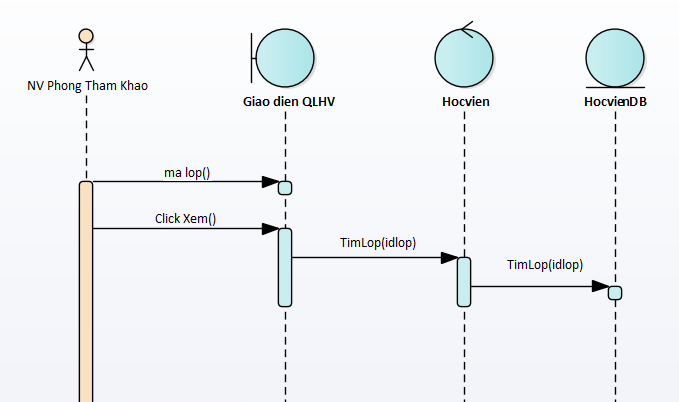 NV Phong Tham Khao
Giao dien QLHV
Hocvien
HocvienDB
ma lop()
Click Xem()
TimLop(idlop)
TimLop(idlop)